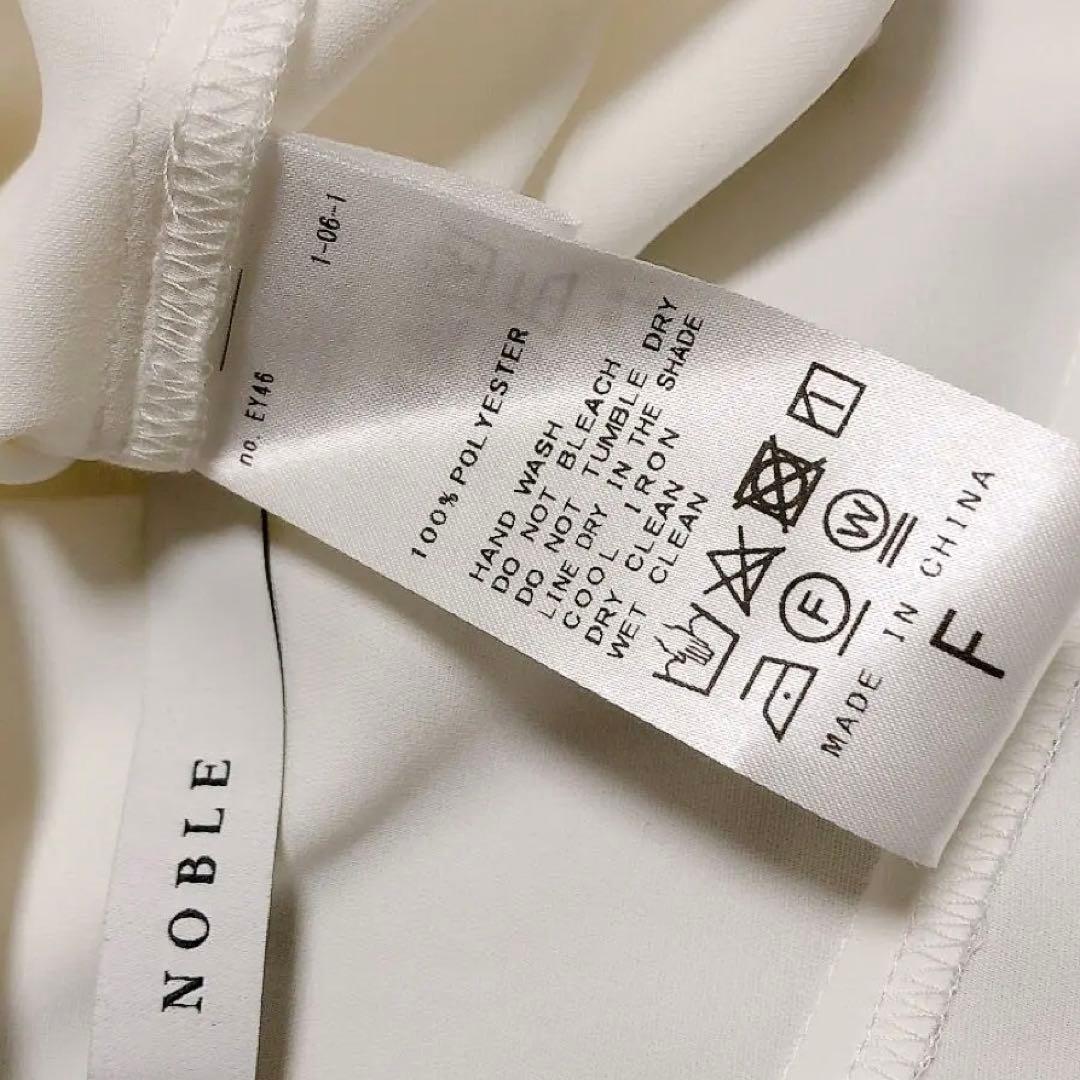 1-06-1
no. EY46
100% POLYESTER
HAND WASH
DO NOT BLEACH
DO NOT TUMBLE DRY
LINE DRY IN THE SHADE
COOL IRON
DRY CLEAN
WET CLEAN
F
W
MADE IN CHINA
F
NOBLE